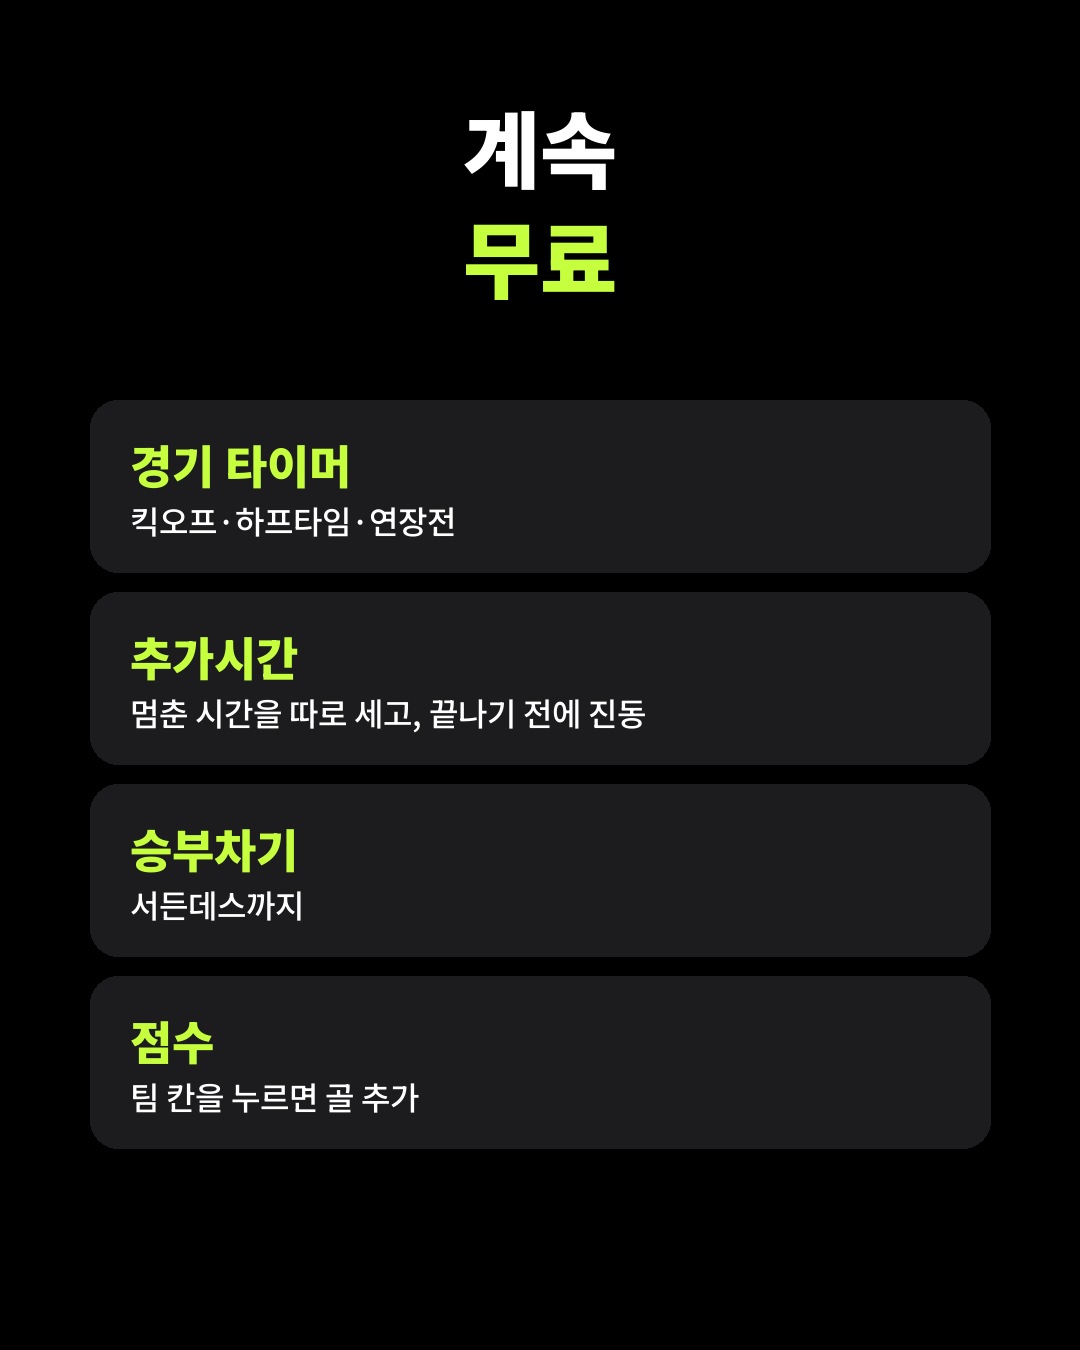 계속
무료
경기 타이머
킥오프·하프타임·연장전
추가시간
멈춘 시간을 따로 세고, 끝나기 전에 진동
승부차기
서든데스까지
점수
팀 칸을 누르면 골 추가